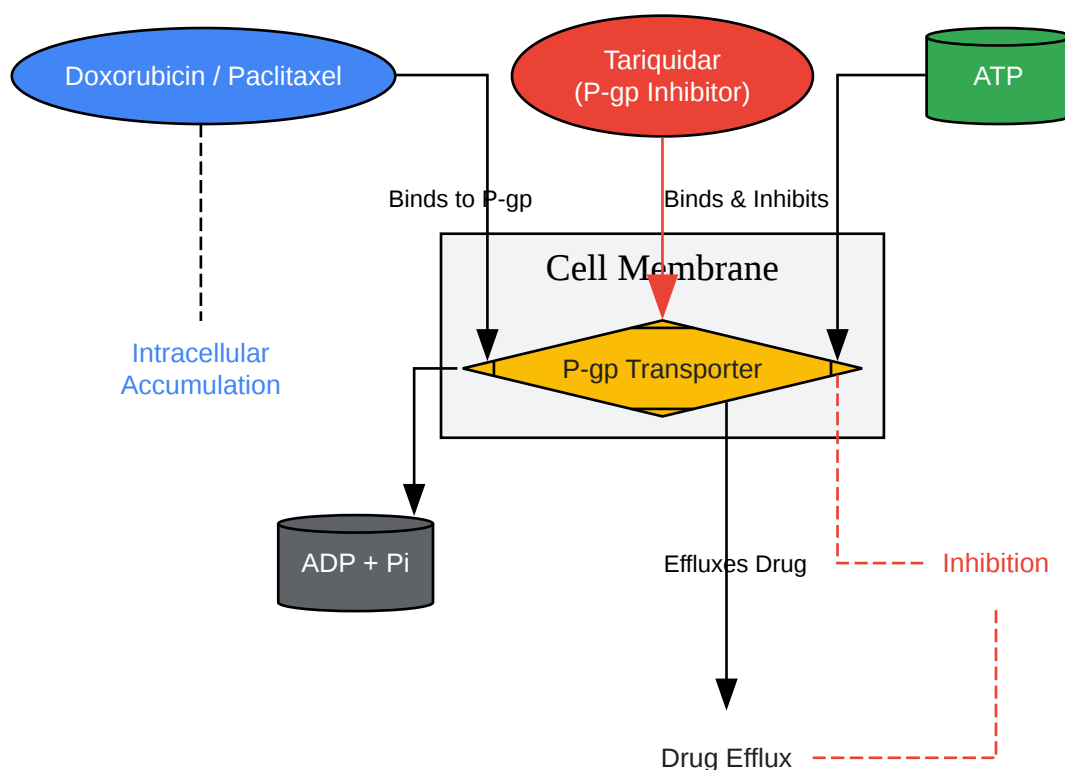 Doxorubicin / Paclitaxel
Tariquidar
(P-gp Inhibitor)
ATP
Binds to P-gp
Binds & Inhibits
Cell Membrane
Intracellular
Accumulation
P-gp Transporter
ADP + Pi
Effluxes Drug
Inhibition
Drug Efflux